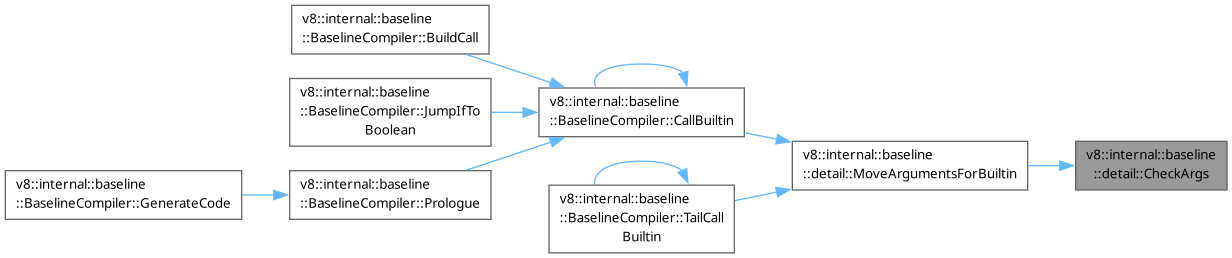 v8::internal::baseline
::BaselineCompiler::BuildCall
v8::internal::baseline
::BaselineCompiler::JumpIfTo
Boolean
v8::internal::baseline
::BaselineCompiler::CallBuiltin
v8::internal::baseline
::detail::MoveArgumentsForBuiltin
v8::internal::baseline
::detail::CheckArgs
v8::internal::baseline
::BaselineCompiler::GenerateCode
v8::internal::baseline
::BaselineCompiler::Prologue
v8::internal::baseline
::BaselineCompiler::TailCall
Builtin